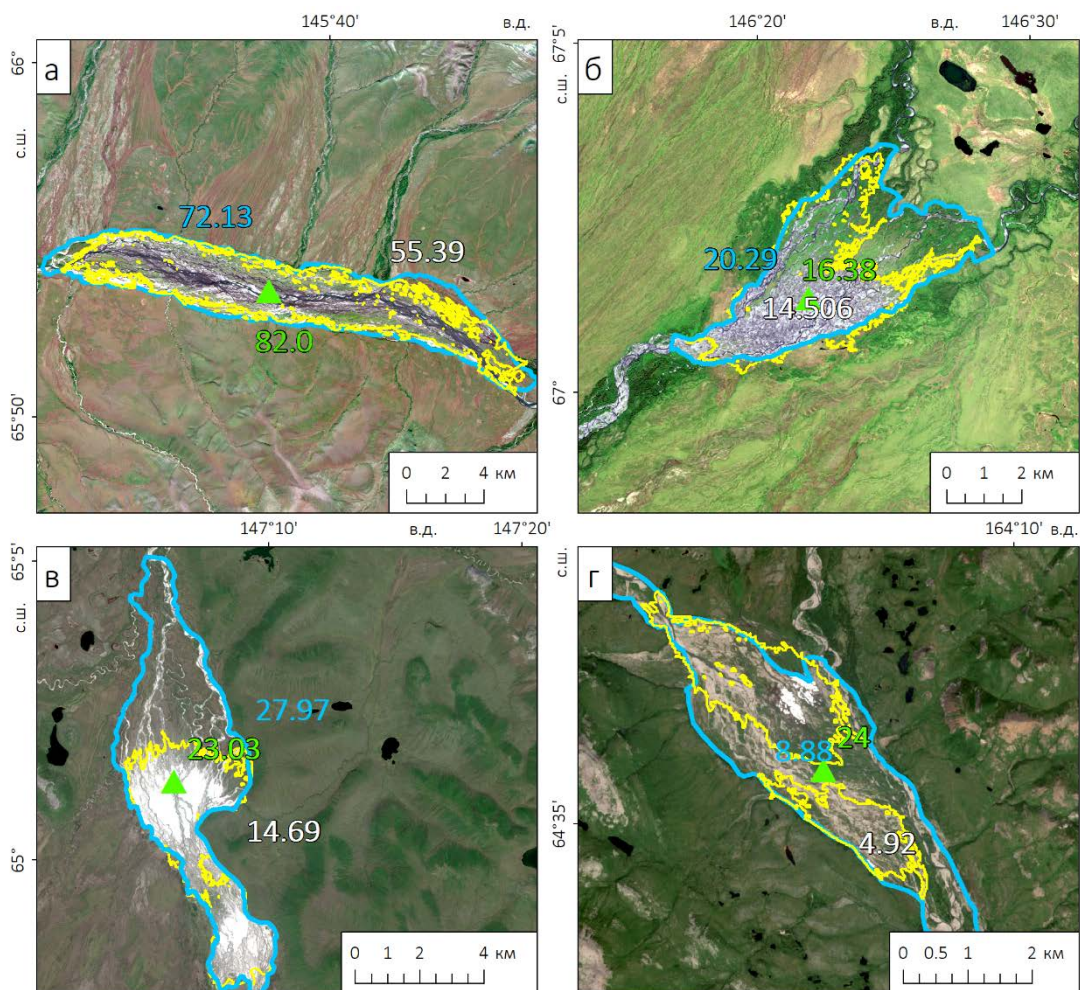 145°40' в.д.
146°20' в.д. 146°30'
66°
с.ш.
65°50'
а
72.13
55.39
82.0
0 2 4 км
67°5'
с.ш.
67°
б
20.29
16.38
14.506
0 1 2 км
147°10' в.д. 147°20'
164°10' в.д.
65°5'
с.ш.
65°
в
27.97
23.03
14.69
0 2 4 км
с.ш.
64°35'
г
24
8.88
4.92
0 0.5 1 2 км